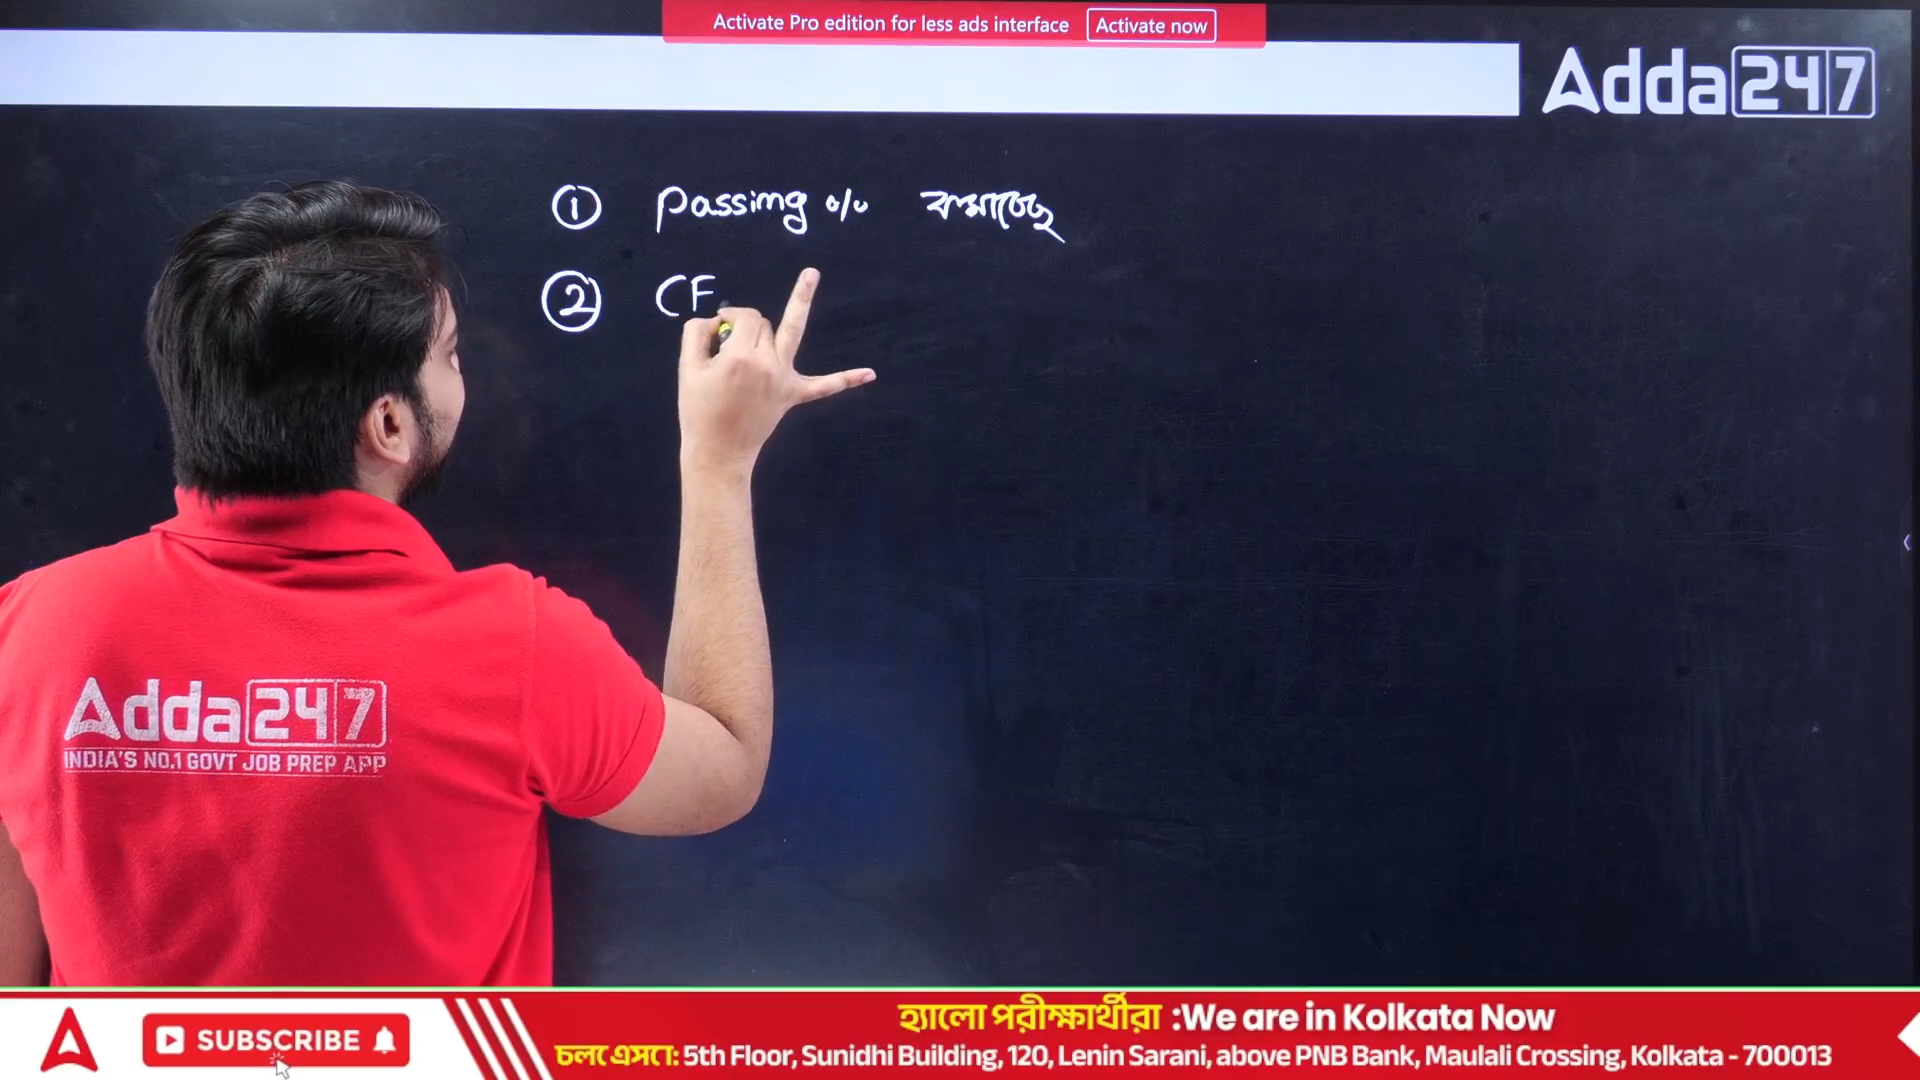 Activate Pro edition for less ads interface Activate now
Adda247
① Passing % কমাচ্ছে
② CF
Adda247
INDIA'S NO.1 GOVT JOB PREP APP
SUBSCRIBE
হ্যালো পরীক্ষার্থীরা :We are in Kolkata Now
চলে এসো: 5th Floor, Sunidhi Building, 120, Lenin Sarani, above PNB Bank, Maulali Crossing, Kolkata - 700013